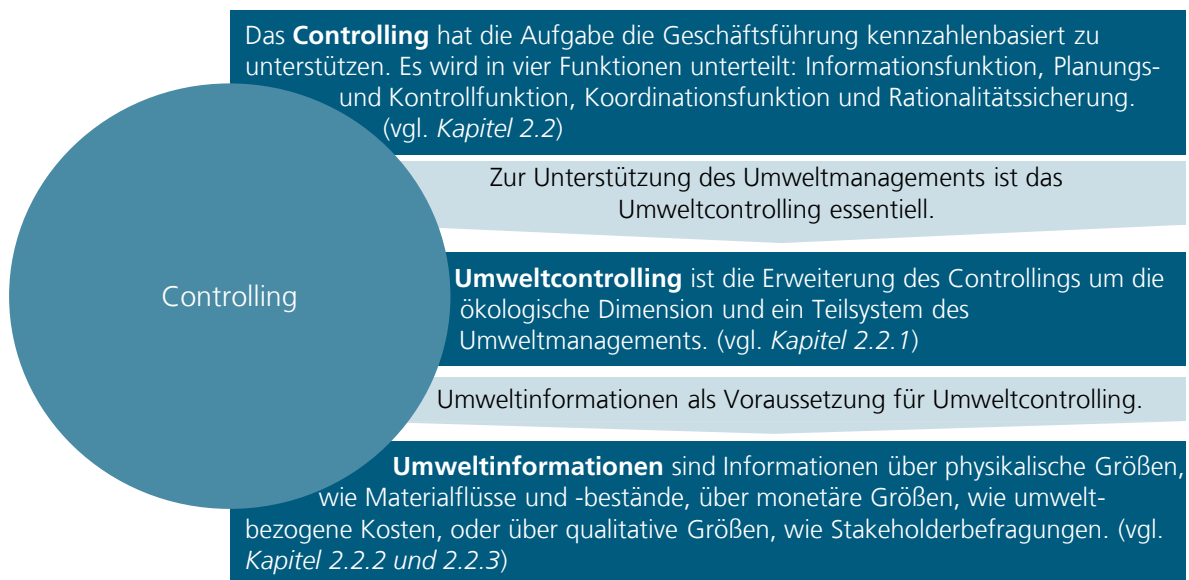 Das Controlling hat die Aufgabe die Geschäftsführung kennzahlenbasiert zu
unterstützen. Es wird in vier Funktionen unterteilt: Informationsfunktion, Planungs-
und Kontrollfunktion, Koordinationsfunktion und Rationalitätssicherung.
(vgl. Kapitel 2.2)
Zur Unterstützung des Umweltmanagements ist das
Umweltcontrolling essentiell.
Controlling
Umweltcontrolling ist die Erweiterung des Controllings um die
ökologische Dimension und ein Teilsystem des
Umweltmanagements. (vgl. Kapitel 2.2.1)
Umweltinformationen als Voraussetzung für Umweltcontrolling.
Umweltinformationen sind Informationen über physikalische Größen,
wie Materialflüsse und -bestände, über monetäre Größen, wie umwelt-
bezogene Kosten, oder über qualitative Größen, wie Stakeholderbefragungen. (vgl.
Kapitel 2.2.2 und 2.2.3)